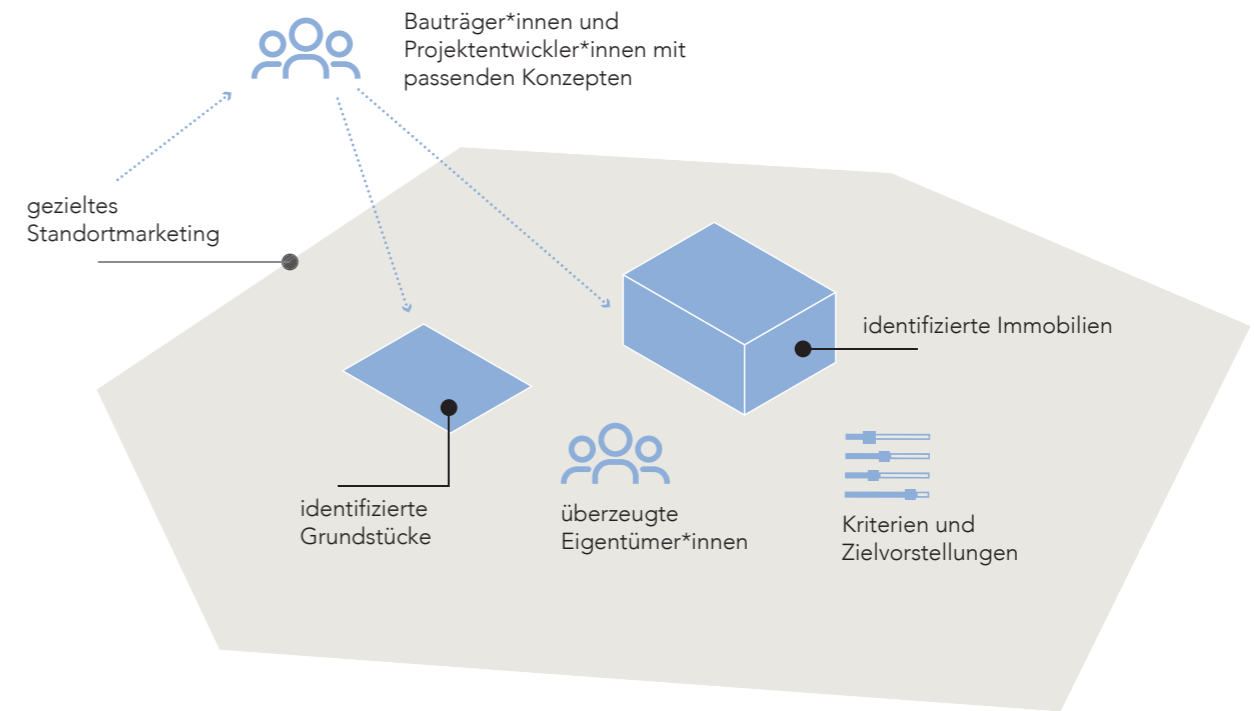 Bauträger*innen und
Projektentwickler*innen mit
passenden Konzepten
gezieltes
Standortmarketing
identifizierte Immobilien
identifizierte
Grundstücke
überzeugte
Eigentümer*innen
Kriterien und
Zielvorstellungen